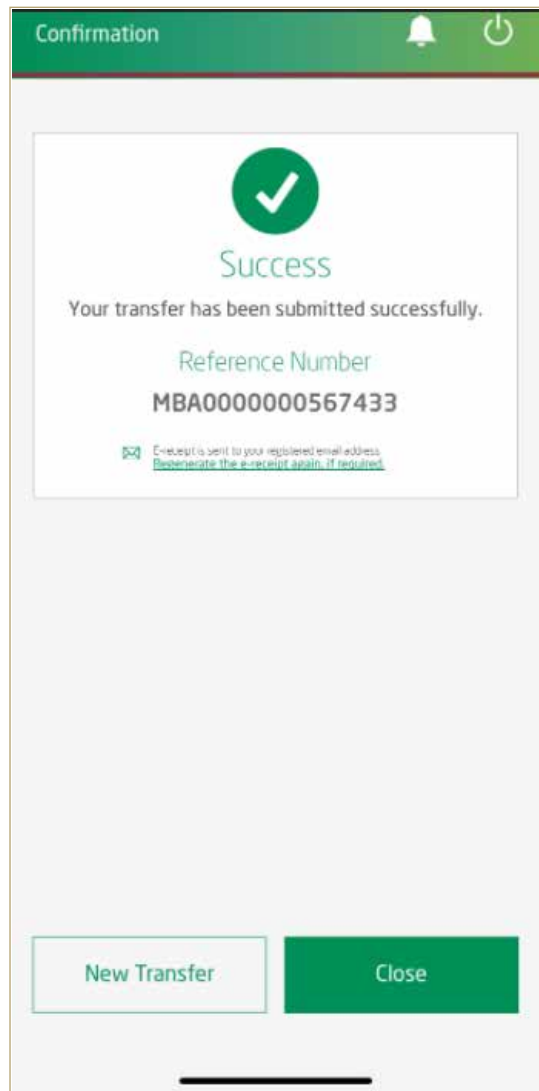 Confirmation
Success
Your transfer has been submitted successfully.
Reference Number
MBA0000000567433
E-receipt is sent to your registered email address
Regenerate the e-receipt again, if required.
New Transfer
Close